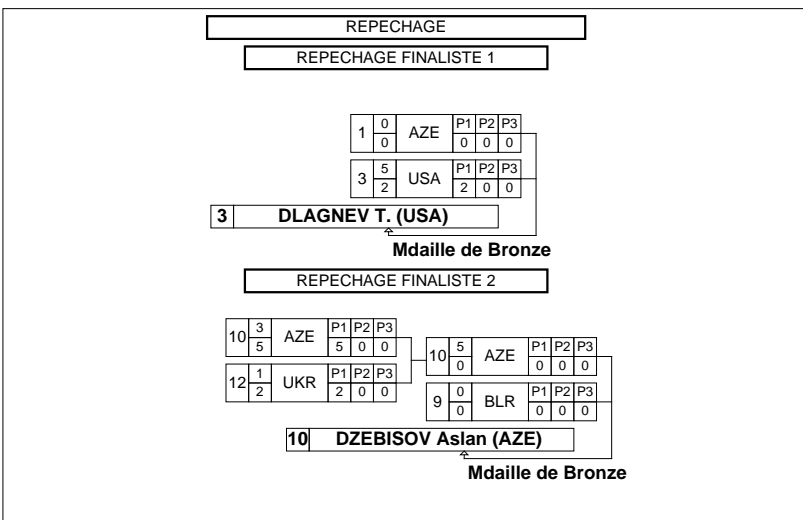 REPECHAGE
REPECHAGE FINALISTE 1
1 0 AZE P1 P2 P3
0 0 0 0
3 5 USA P1 P2 P3
2 2 0 0
3 DLAGNEV T. (USA)
Mdaille de Bronze
REPECHAGE FINALISTE 2
10 3 AZE P1 P2 P3
5 5 0 0
12 1 UKR P1 P2 P3
2 2 0 0
10 5 AZE P1 P2 P3
0 0 0 0
9 0 BLR P1 P2 P3
0 0 0 0
10 DZEBISOV Aslan (AZE)
Mdaille de Bronze